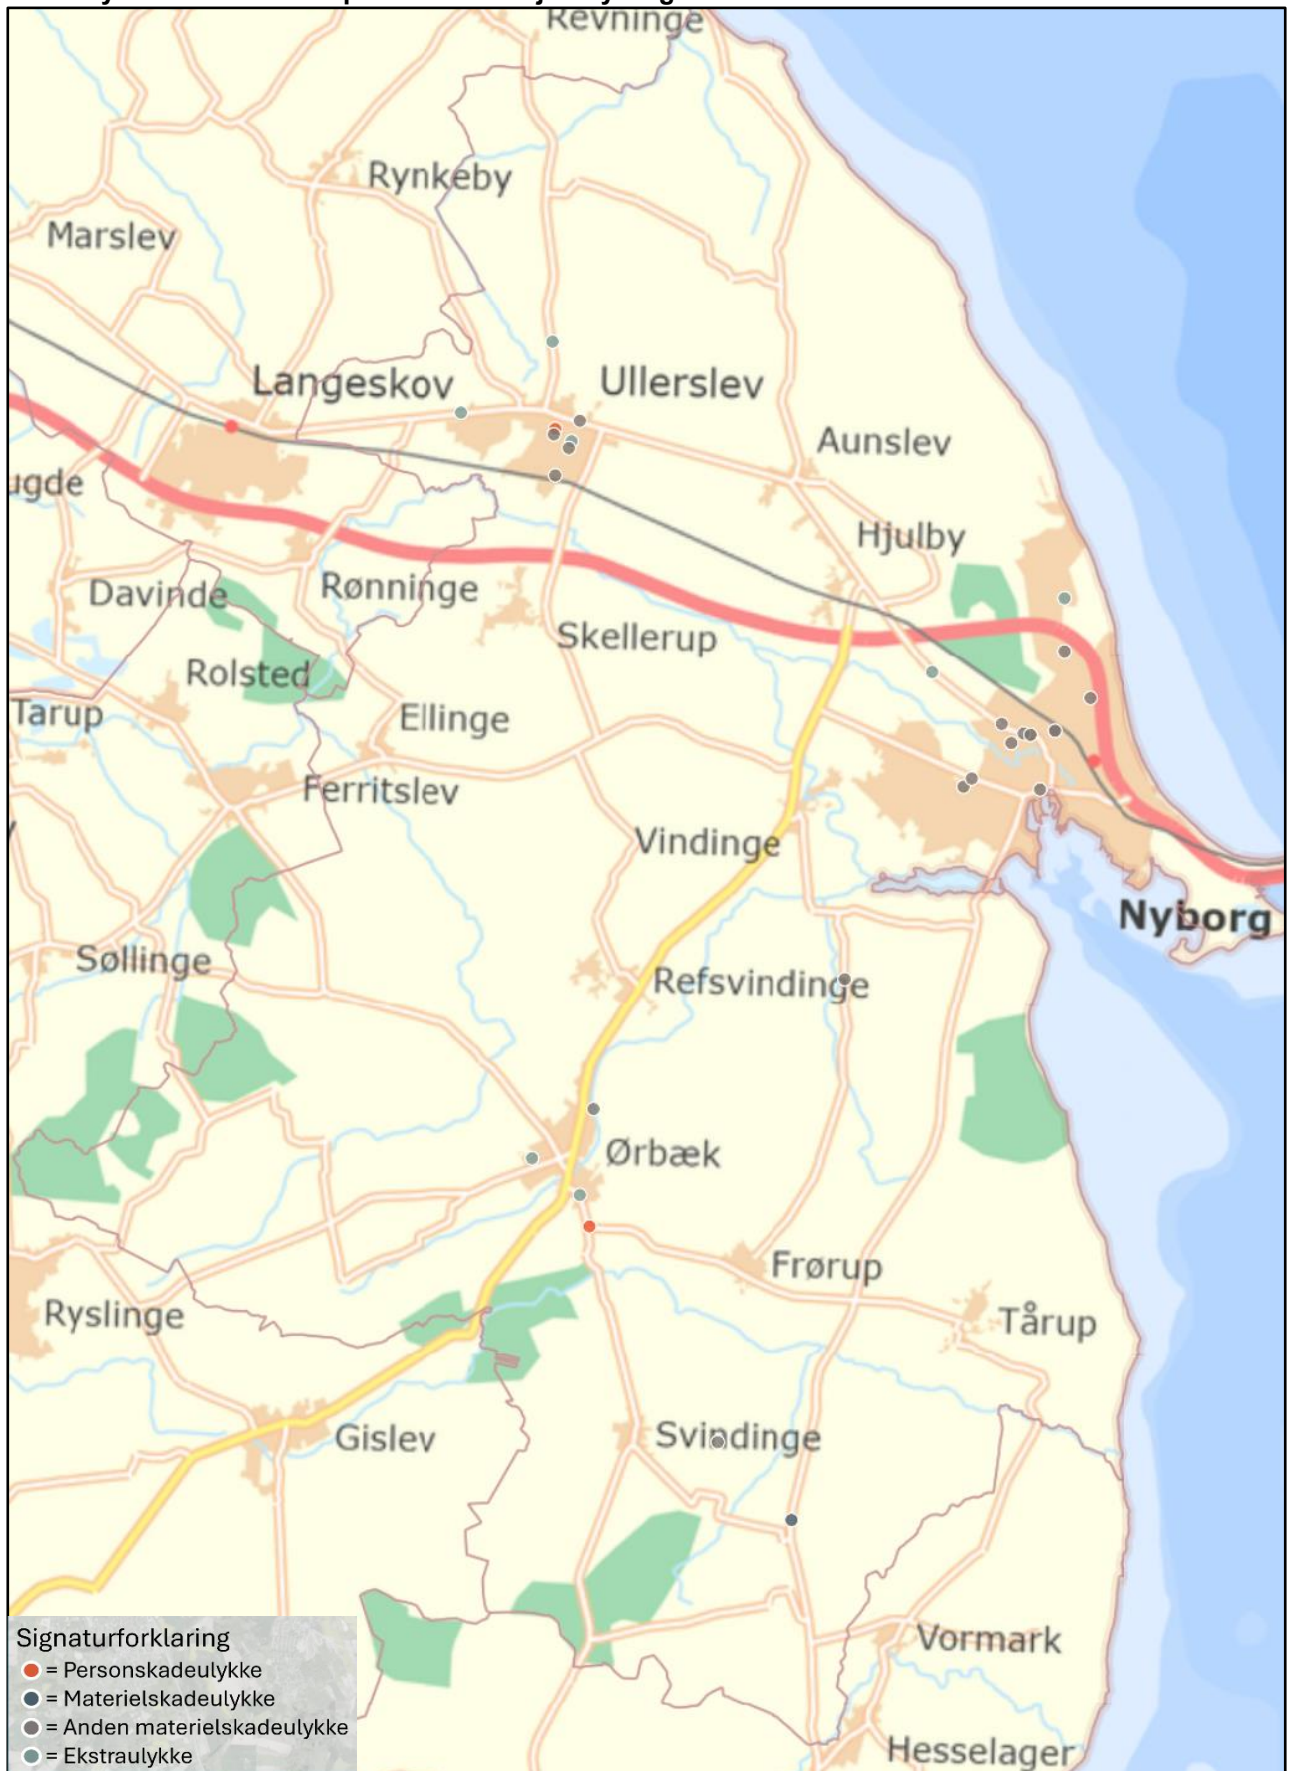 Revninge
Rynkeby
Marslev
Langeskov
Ullerslev
Aunslev
ugde
Hjulby
Davinde
Rønninge
Skellerup
Rolsted
Tarup
Ellinge
Ferritslev
Vindinge
Nyborg
Søllinge
Refsvindinge
Ørbæk
Frørup
Ryslinge
Tårup
Gislev
Svindinge
Vormark
Hesselager
Signaturforklaring
= Personskadeulykke
= Materielskadeulykke
= Anden materielskadeulykke
= Ekstraulykke